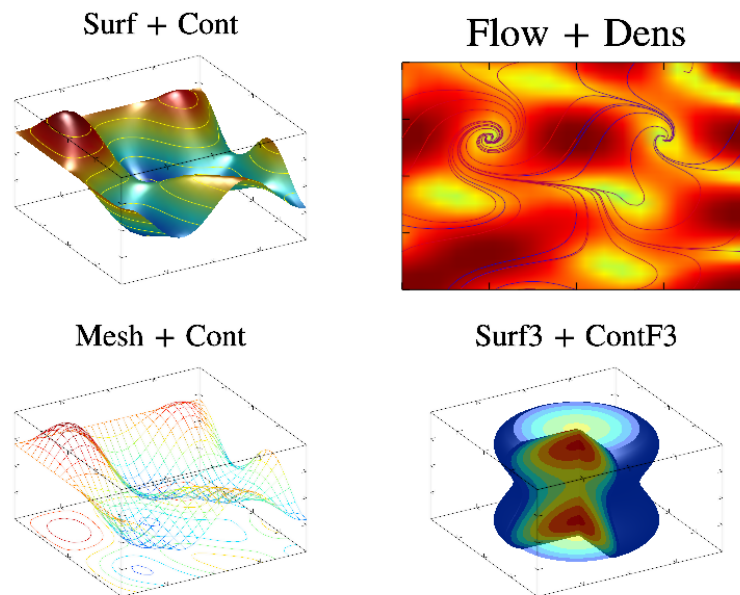 Surf + Cont
Flow + Dens
Mesh + Cont
Surf3 + ContF3